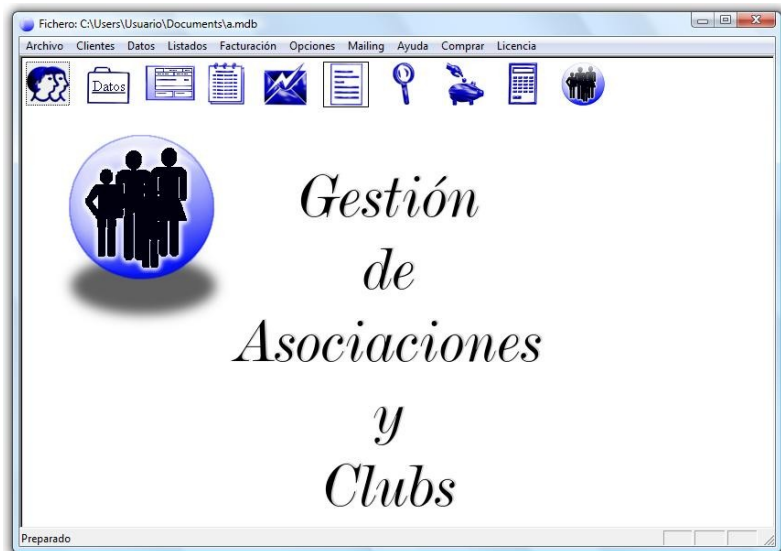 Fichero: C:\Users\Usuario\Documents\a.mdb
Archivo Clientes Datos Listados Facturación Opciones Mailing Ayuda Comprar Licencia
Datos
Gestión
de
Asociaciones
y
Clubs
Preparado